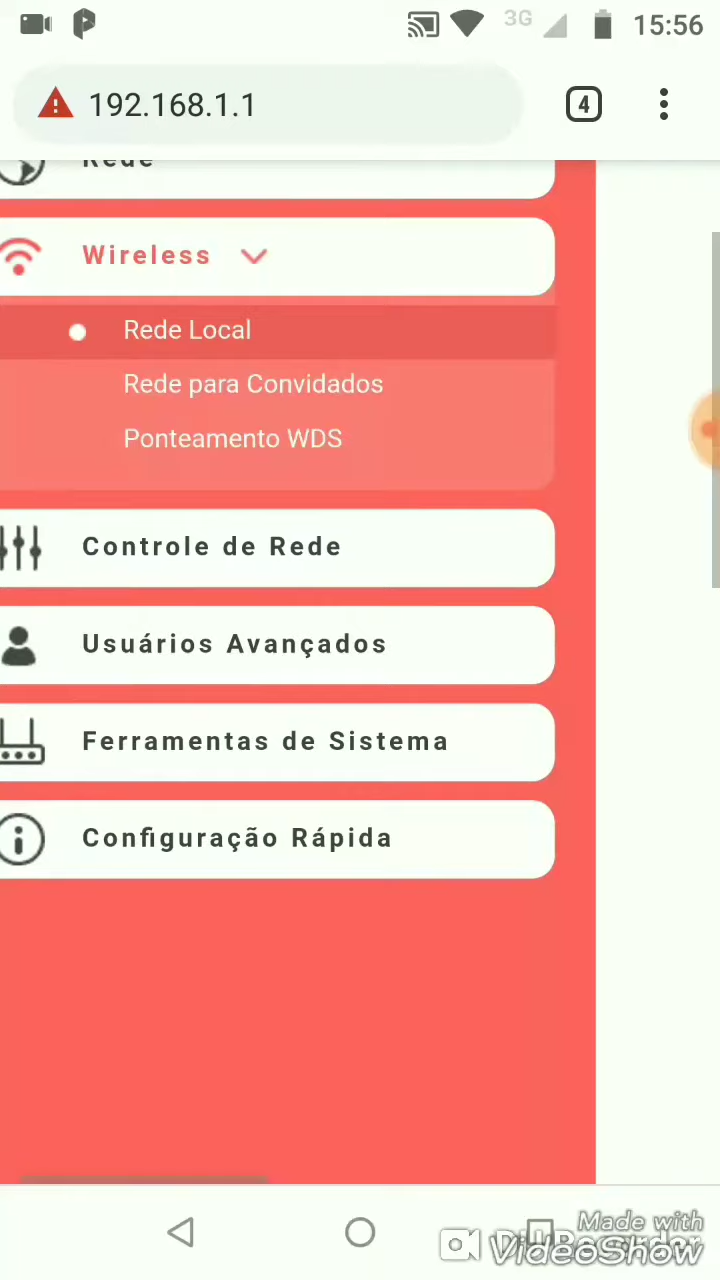 3G 15:56
192.168.1.1 4
Rede
Wireless
Rede Local
Rede para Convidados
Ponteamento WDS
Controle de Rede
Usuários Avançados
Ferramentas de Sistema
Configuração Rápida
Made with
VideoShow